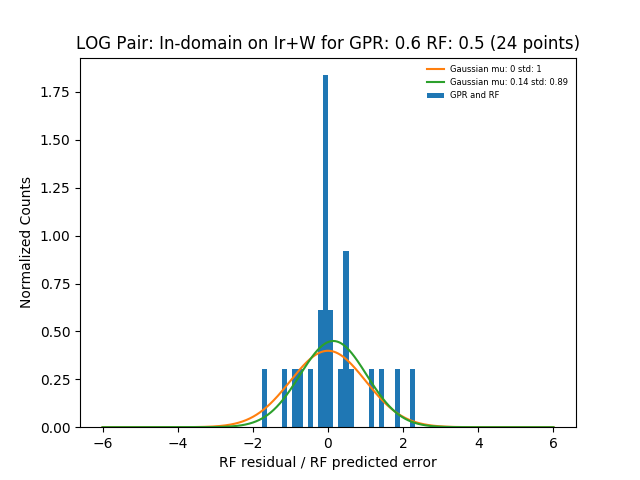 LOG Pair: In-domain on Ir+W for GPR: 0.6 RF: 0.5 (24 points)
Gaussian mu: 0 std: 1
Gaussian mu: 0.14 std: 0.89
GPR and RF
Normalized Counts
1.75
1.50
1.25
1.00
0.75
0.50
0.25
0.00
−6 −4 −2 0 2 4 6
RF residual / RF predicted error